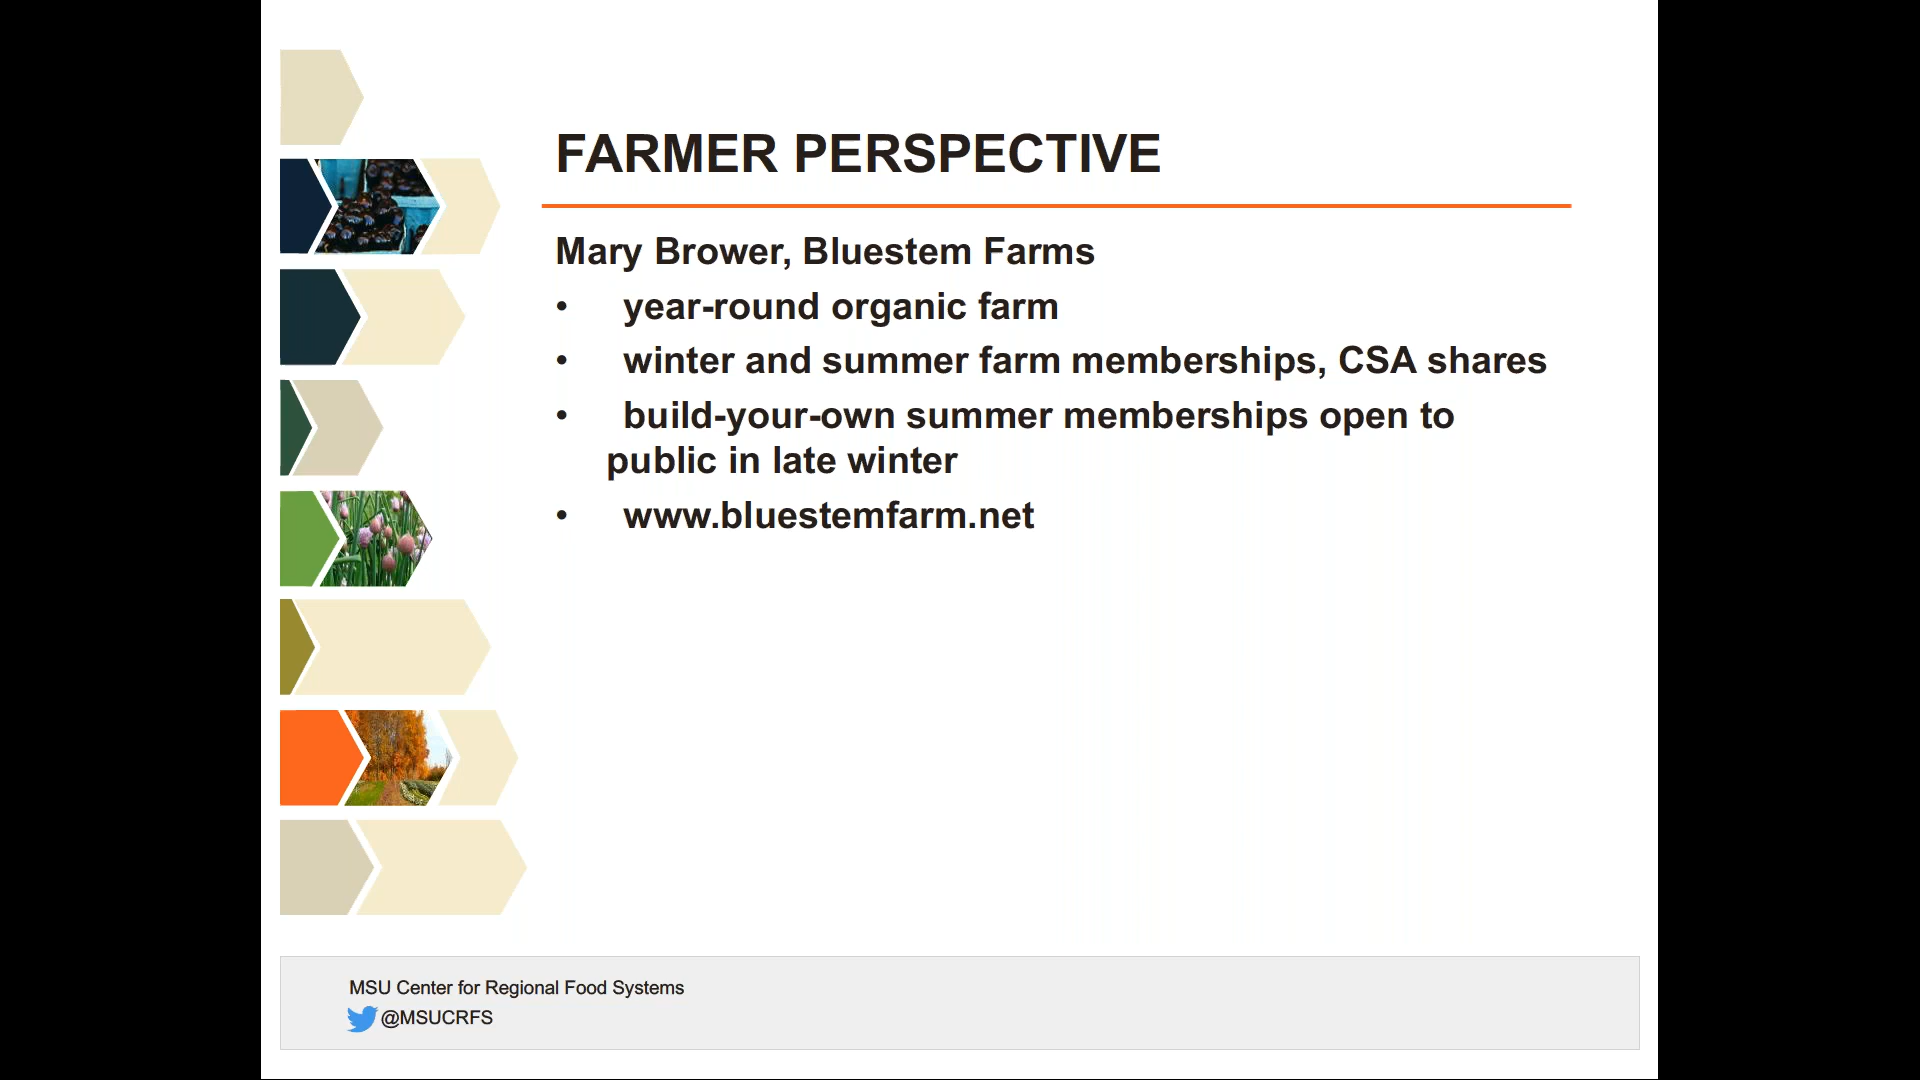 FARMER PERSPECTIVE
Mary Brower, Bluestem Farms
• year-round organic farm
• winter and summer farm memberships, CSA shares
• build-your-own summer memberships open to
public in late winter
• www.bluestemfarm.net
MSU Center for Regional Food Systems
@MSUCRFS